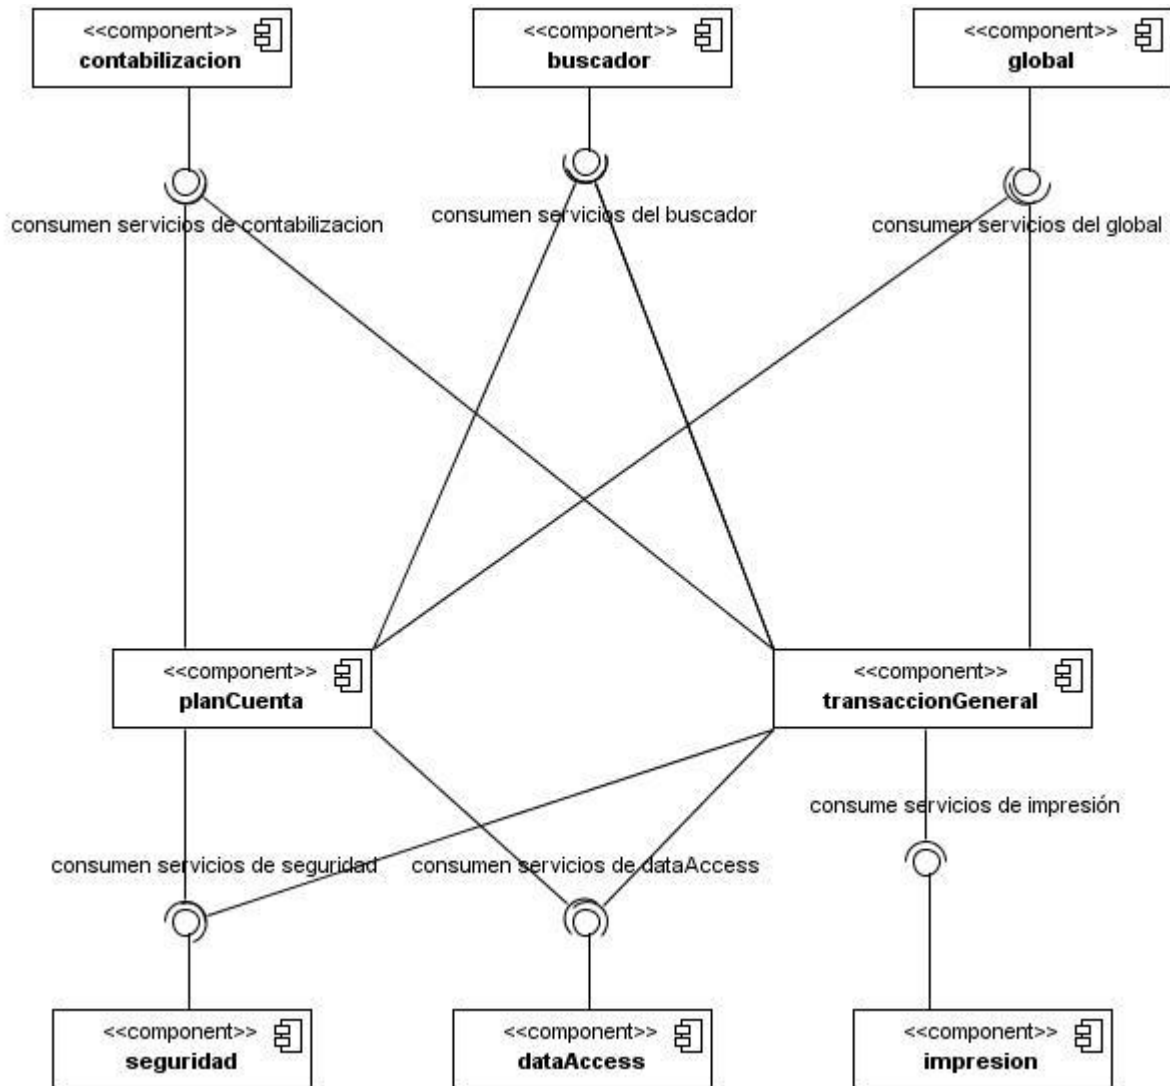 <<component>>
contabilizacion
<<component>>
buscador
<<component>>
global
consumen servicios de contabilizacion
consumen servicios del buscador
consumen servicios del global
<<component>>
planCuenta
<<component>>
transaccionGeneral
consume servicios de impresión
consumen servicios de seguridad
consumen servicios de dataAccess
<<component>>
seguridad
<<component>>
dataAccess
<<component>>
impresion